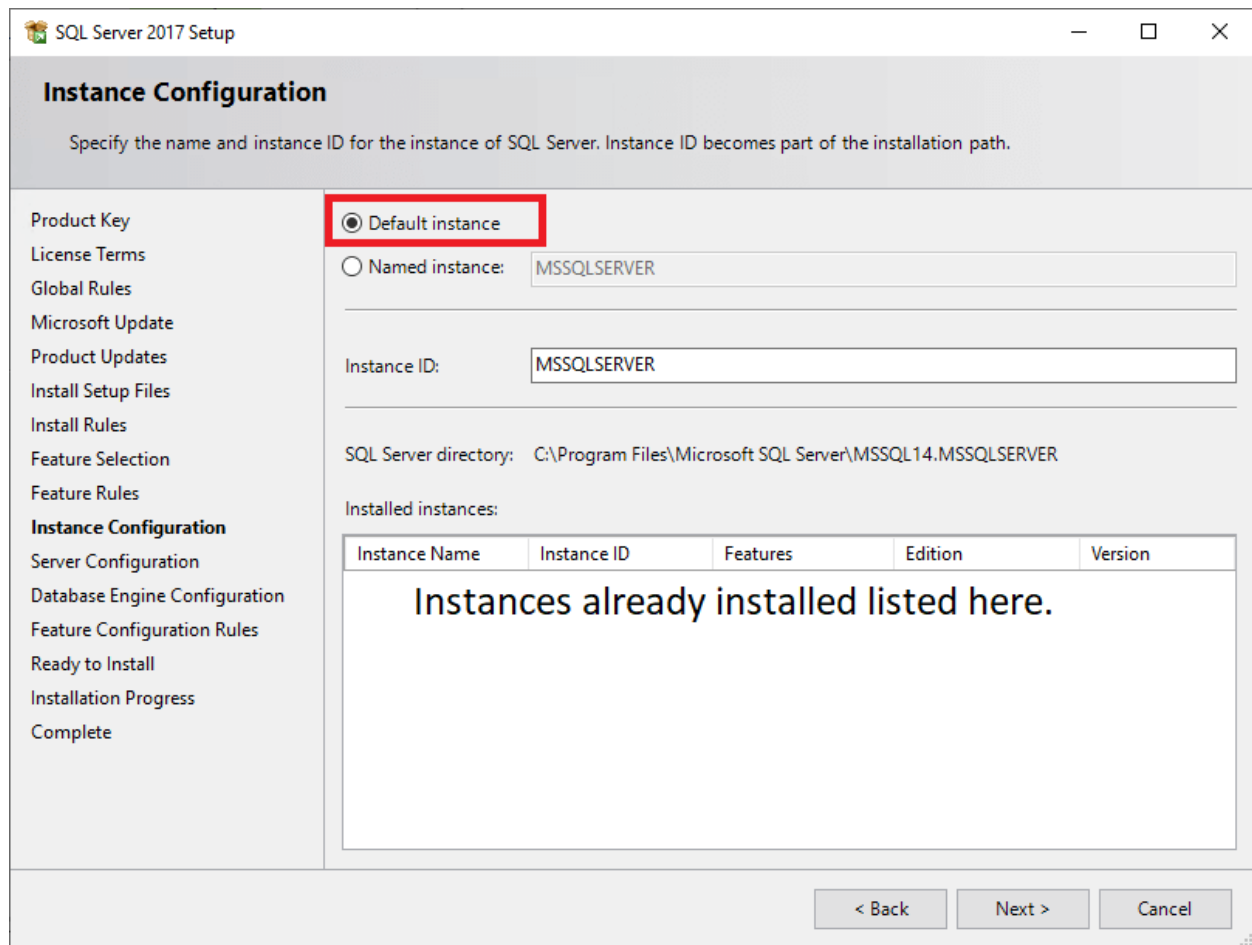 SQL Server 2017 Setup
Instance Configuration
Specify the name and instance ID for the instance of SQL Server. Instance ID becomes part of the installation path.
Product Key
License Terms
Global Rules
Microsoft Update
Product Updates
Install Setup Files
Install Rules
Feature Selection
Feature Rules
Instance Configuration
Server Configuration
Database Engine Configuration
Feature Configuration Rules
Ready to Install
Installation Progress
Complete
Default instance
Named instance: MSSQLSERVER
Instance ID: MSSQLSERVER
SQL Server directory: C:\Program Files\Microsoft SQL Server\MSSQL14.MSSQLSERVER
Installed instances:
Instance Name Instance ID Features Edition Version
Instances already installed listed here.
< Back Next > Cancel